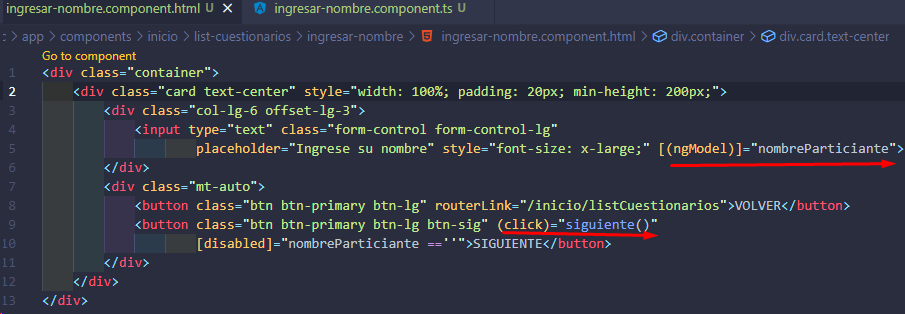 ingresar-nombre.component.html U ingresar-nombre.component.ts U
: > app > components > inicio > list-cuestionarios > ingresar-nombre > ingresar-nombre.component.html > div.container > div.card.text-center
Go to component
1 <div class="container">
2 <div class="card text-center" style="width: 100%; padding: 20px; min-height: 200px;">
3 <div class="col-lg-6 offset-lg-3">
4 <input type="text" class="form-control form-control-lg"
5 placeholder="Ingrese su nombre" style="font-size: x-large;" [(ngModel)]="nombreParticiante">
6 </div>
7 <div class="mt-auto">
8 <button class="btn btn-primary btn-lg" routerLink="/inicio/listCuestionarios">VOLVER</button>
9 <button class="btn btn-primary btn-lg btn-sig" (click)="siguiente()"
10 [disabled]="nombreParticiante ==''">SIGUIENTE</button>
11 </div>
12 </div>
13 </div>